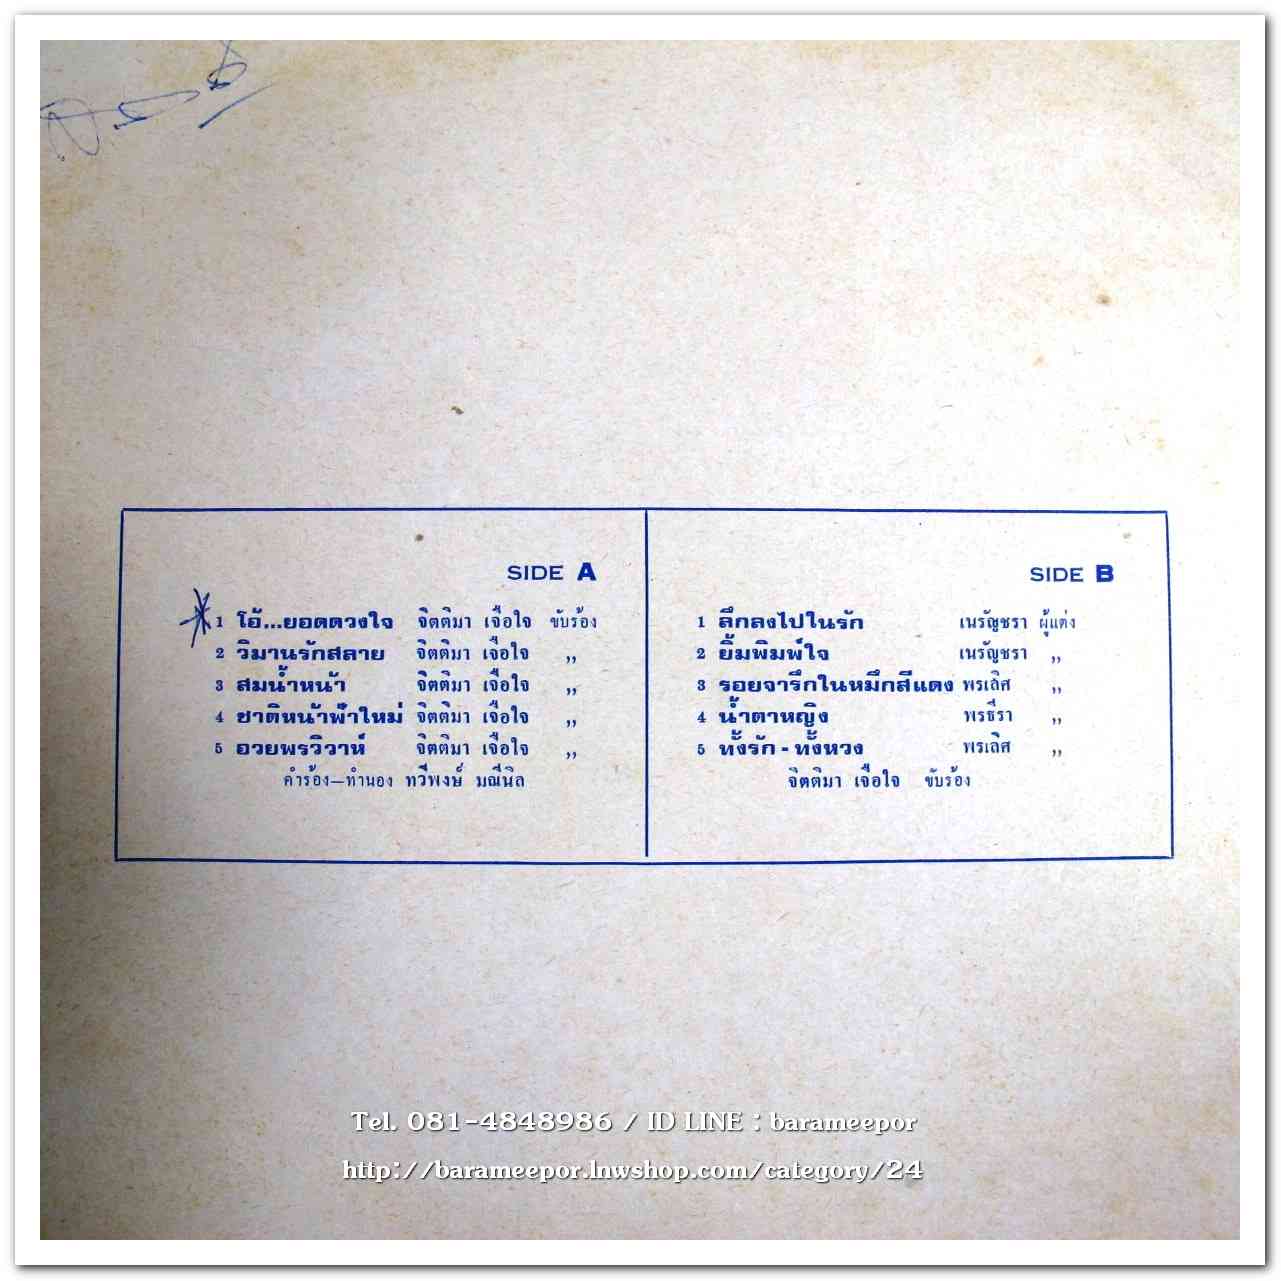 SIDE A
1 โอ้...ยอดดวงใจ จิตติมา เจือใจ ขับร้อง
2 วิมานรักสลาย จิตติมา เจือใจ ,,
3 สมน้ำหน้า จิตติมา เจือใจ ,,
4 ชาติหน้าฟ้าใหม่ จิตติมา เจือใจ ,,
5 อวยพรวิวาห์ จิตติมา เจือใจ ,,
คำร้อง—ทำนอง ทวีพงษ์ มณีนิล
SIDE B
1 ลึกลงไปในรัก เนรัญชรา ผู้แต่ง
2 ยิ้มพิมพ์ใจ เนรัญชรา ,,
3 รอยจารึกในหมึกสีแดง พรเลิศ ,,
4 น้ำตาหญิง พรธีรา ,,
5 ทั้งรัก - ทั้งหวง พรเลิศ ,,
จิตติมา เจือใจ ขับร้อง
Tel. 081-4848986 / ID LINE : barameepor
http://barameepor.lnwshop.com/category/24